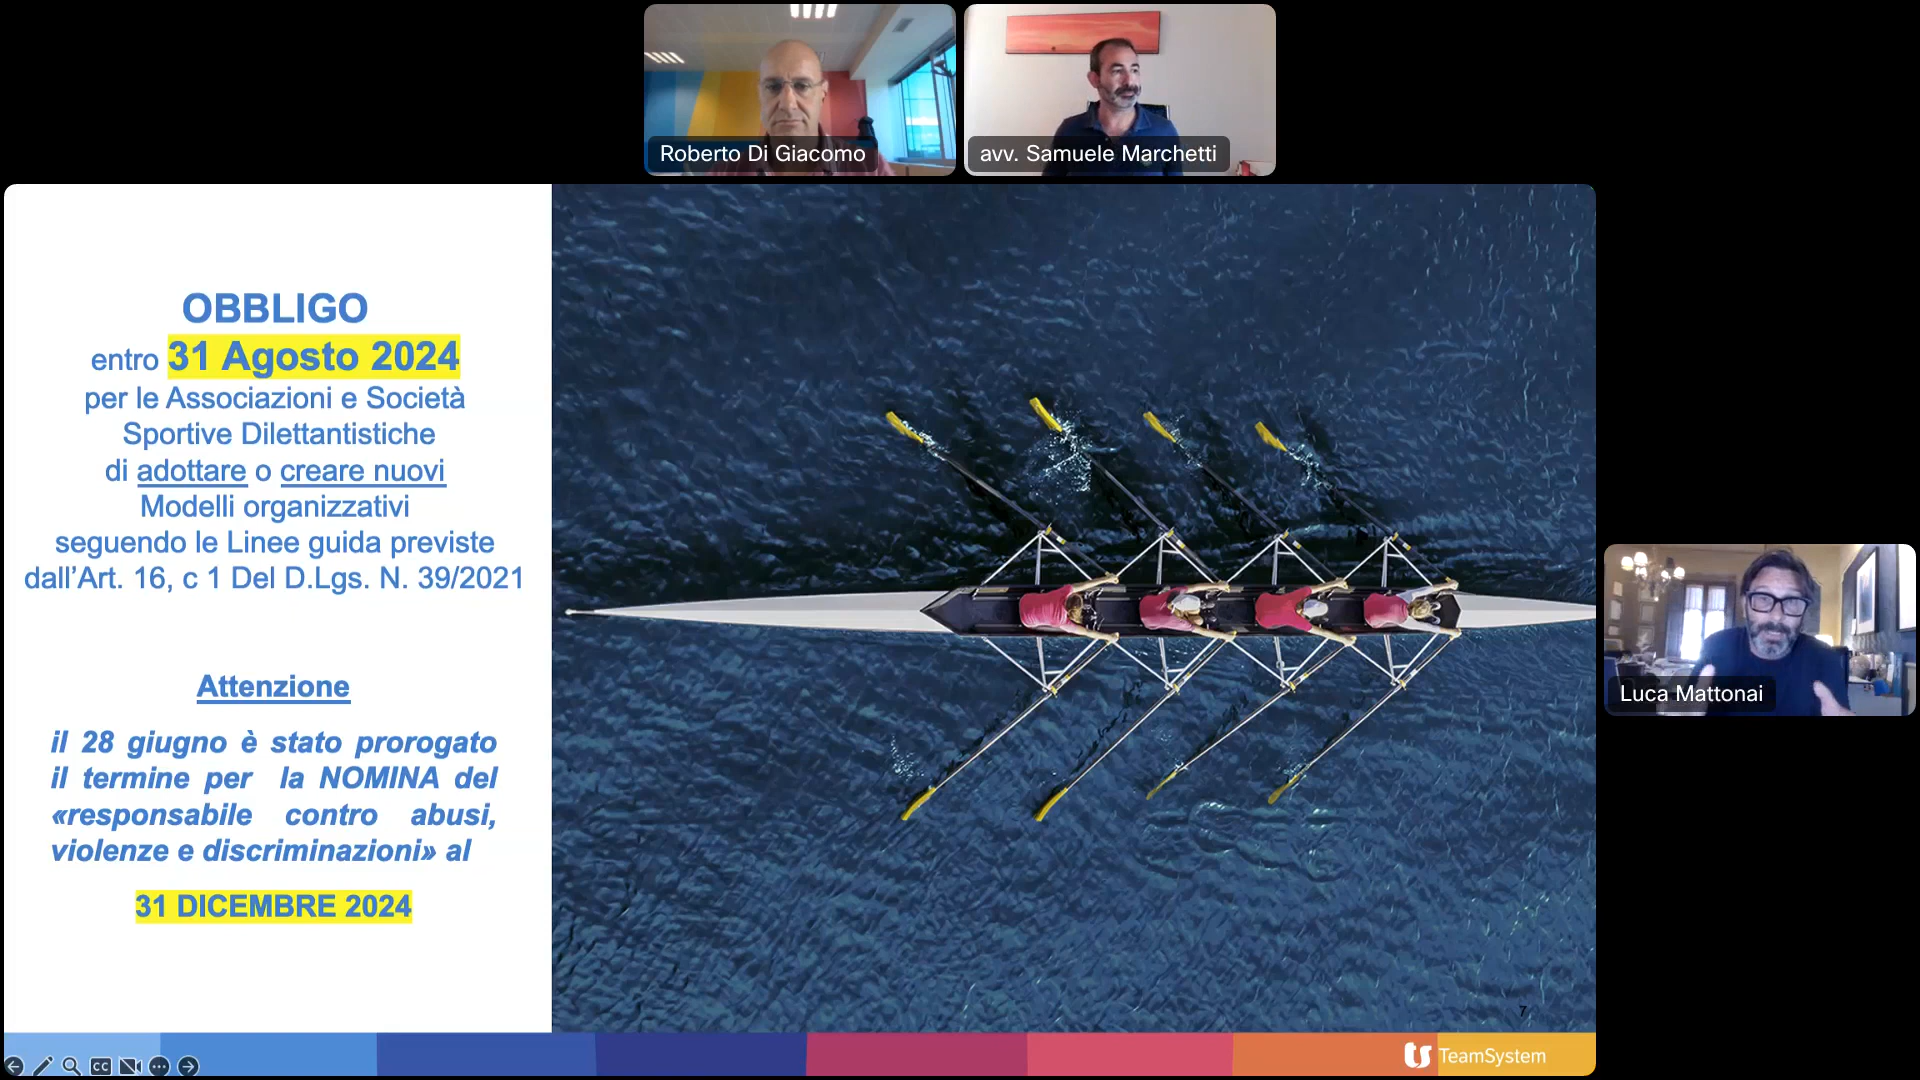 Roberto Di Giacomo
avv. Samuele Marchetti
OBBLIGO
entro 31 Agosto 2024
per le Associazioni e Società
Sportive Dilettantistiche
di adottare o creare nuovi
Modelli organizzativi
seguendo le Linee guida previste
dall’Art. 16, c 1 Del D.Lgs. N. 39/2021
Attenzione
il 28 giugno è stato prorogato
il termine per la NOMINA del
«responsabile contro abusi,
violenze e discriminazioni» al
31 DICEMBRE 2024
Luca Mattonai
7
CC
TeamSystem